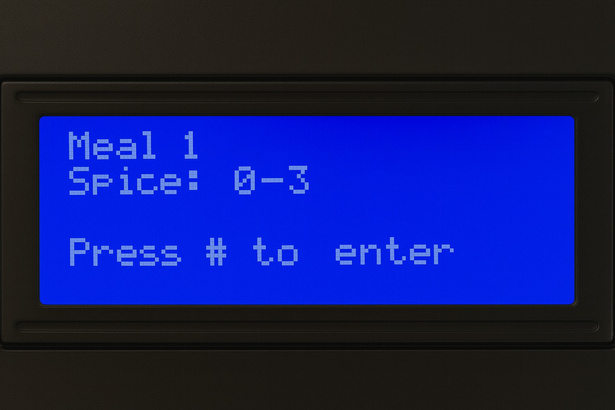 Meal 1
Spice: 0-3
Press # to enter